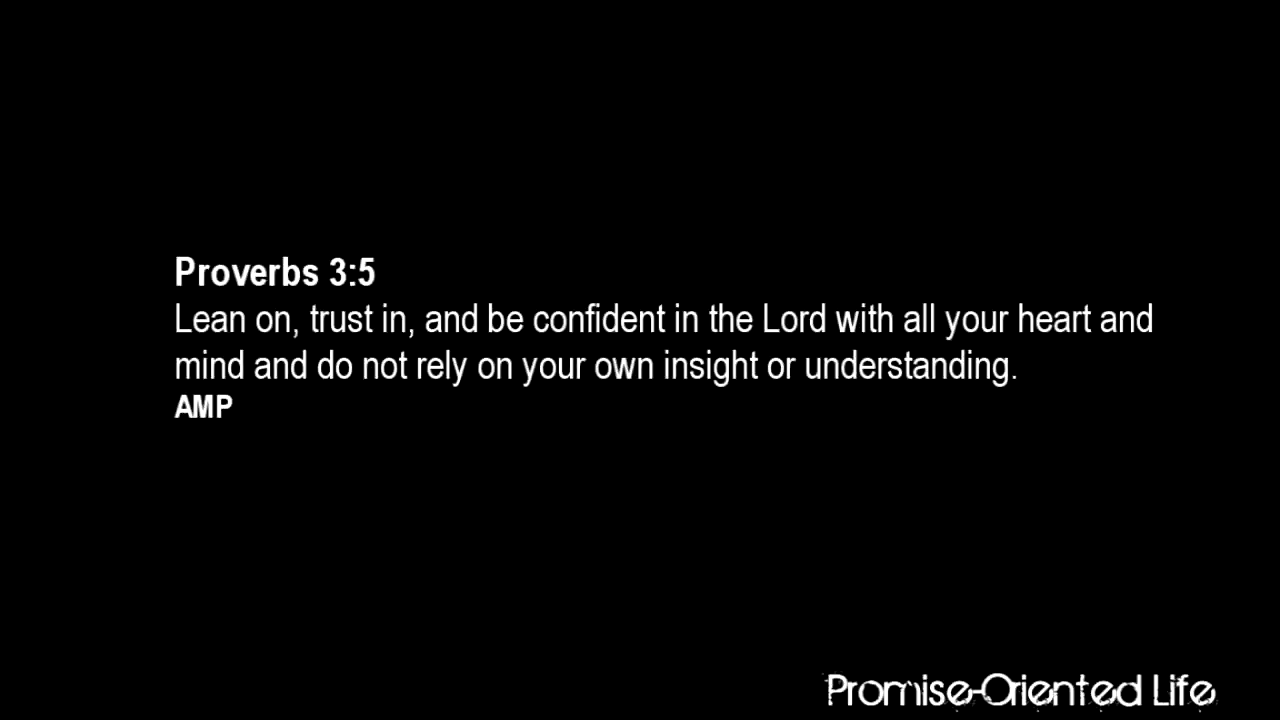 Proverbs 3:5
Lean on, trust in, and be confident in the Lord with all your heart and
mind and do not rely on your own insight or understanding.
AMP
Promise-Oriented Life